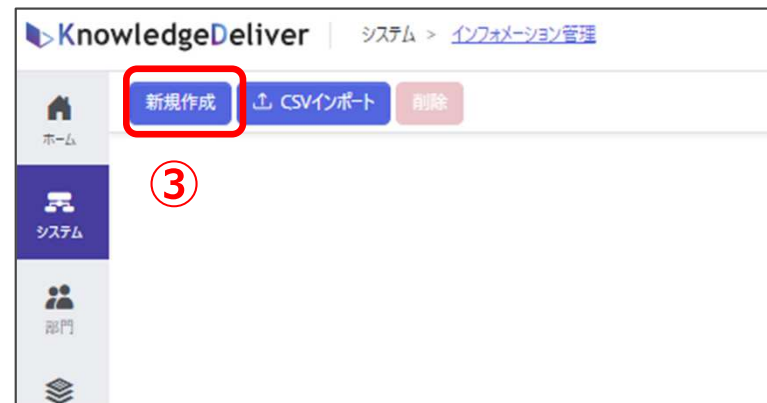 KnowledgeDeliver システム > インフォメーション管理
新規作成 CSVインポート 削除
ホーム
③
システム
部門